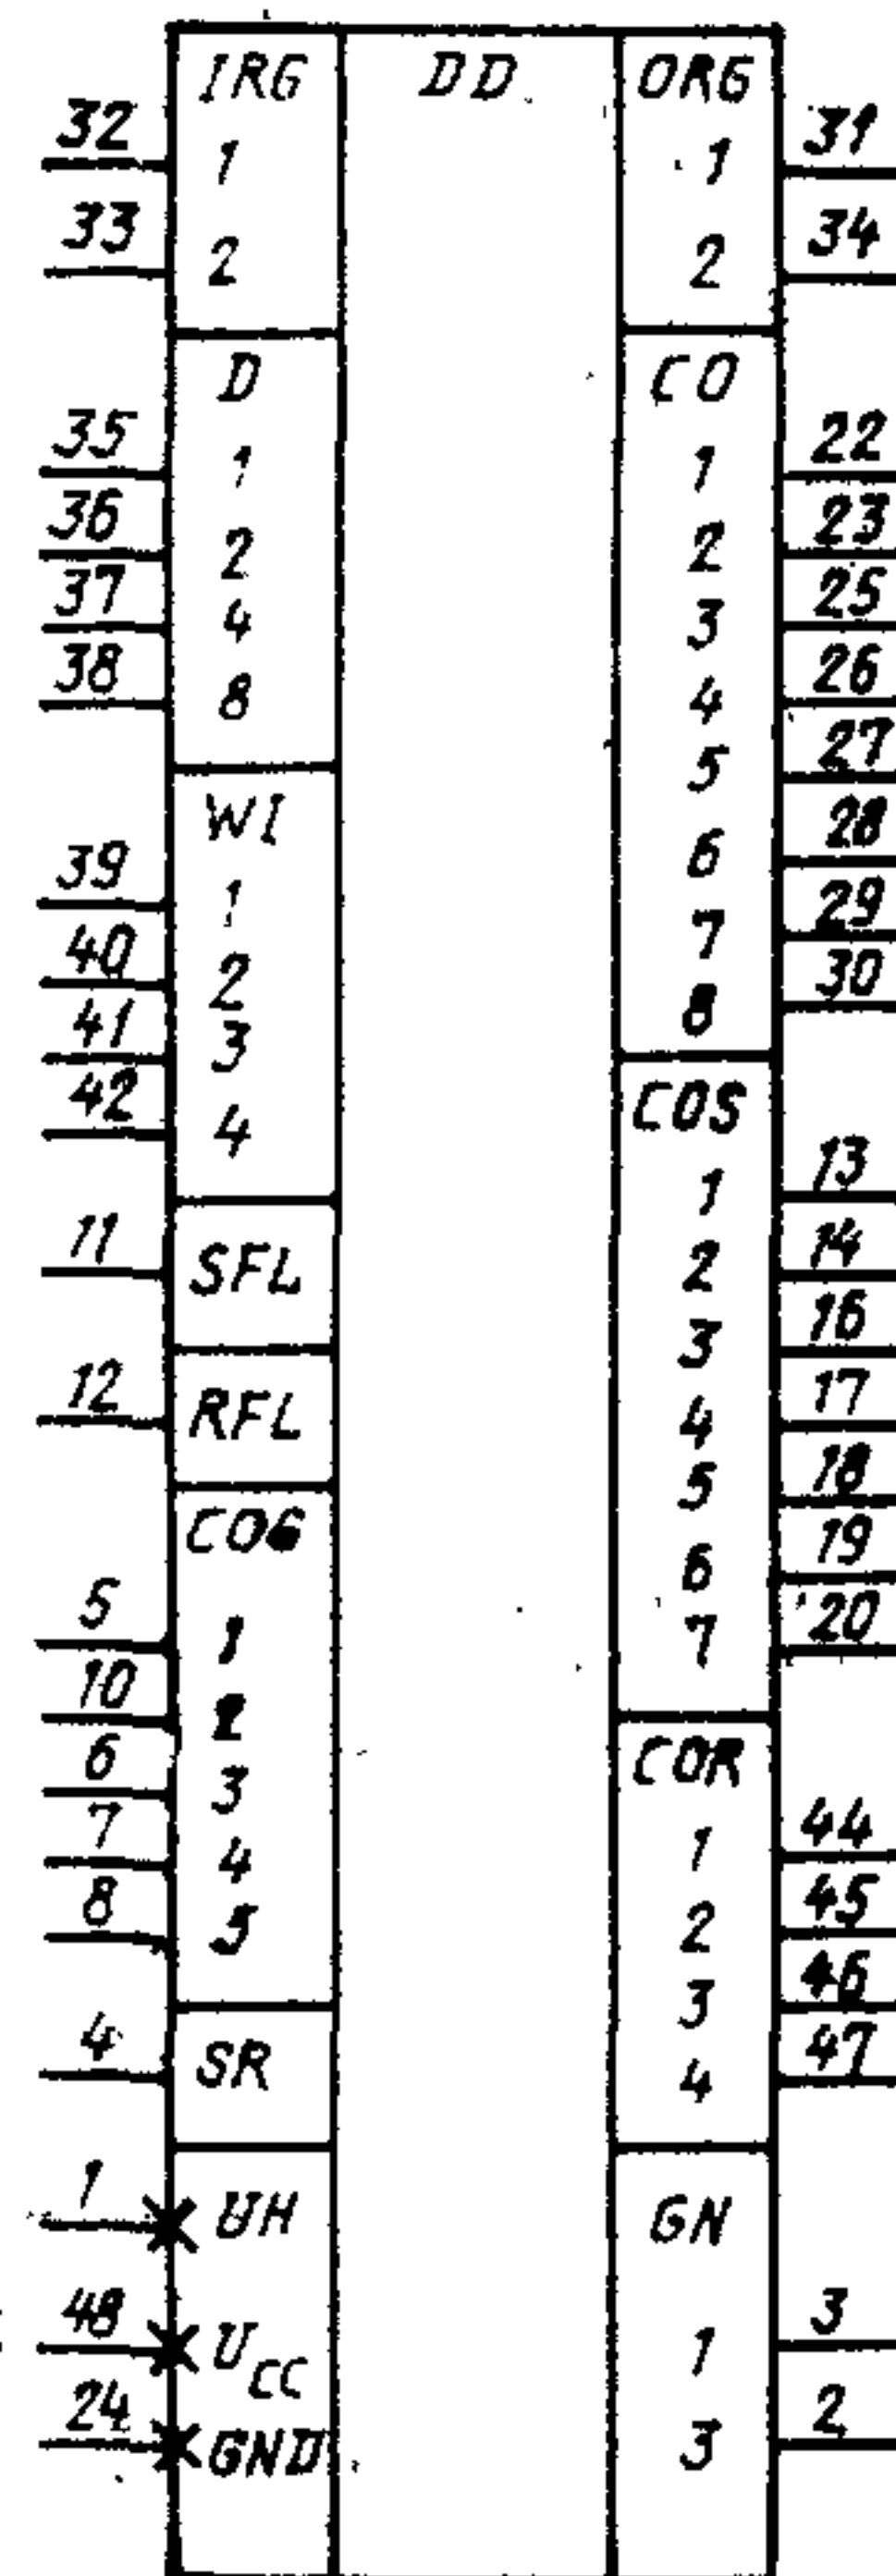 IRG DD ORG
32 1 1 31
33 2 2 34
D CO
35 1 1 22
36 2 2 23
37 4 3 25
38 8 4 26
5 27
WI 6 28
39 1 7 29
40 2 8 30
41 3
42 4 COS
1 13
11 SFL 2 14
3 16
12 RFL 4 17
5 18
COG 6 19
5 1 7 20
10 2
6 3 COR
7 4 1 44
8 5 2 45
3 46
4 SR 4 47
1 UH GN
48 UCC 1 3
24 GND 3 2